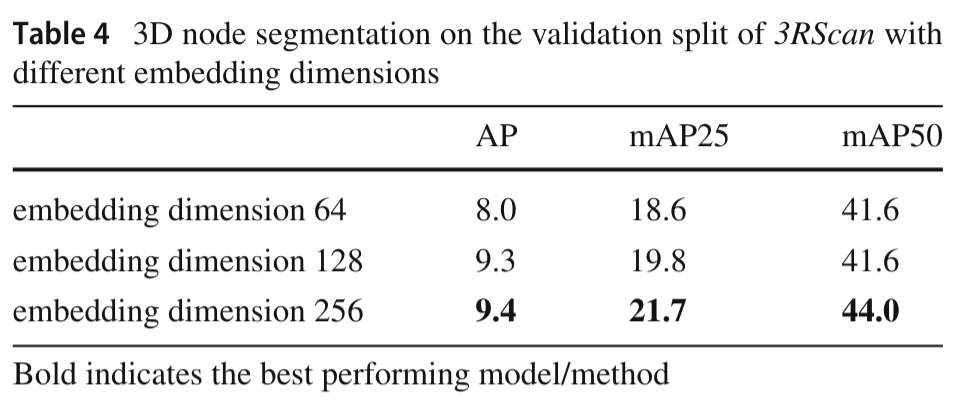 Table 4 3D node segmentation on the validation split of 3RScan with
different embedding dimensions
AP mAP25 mAP50
embedding dimension 64 8.0 18.6 41.6
embedding dimension 128 9.3 19.8 41.6
embedding dimension 256 9.4 21.7 44.0
Bold indicates the best performing model/method